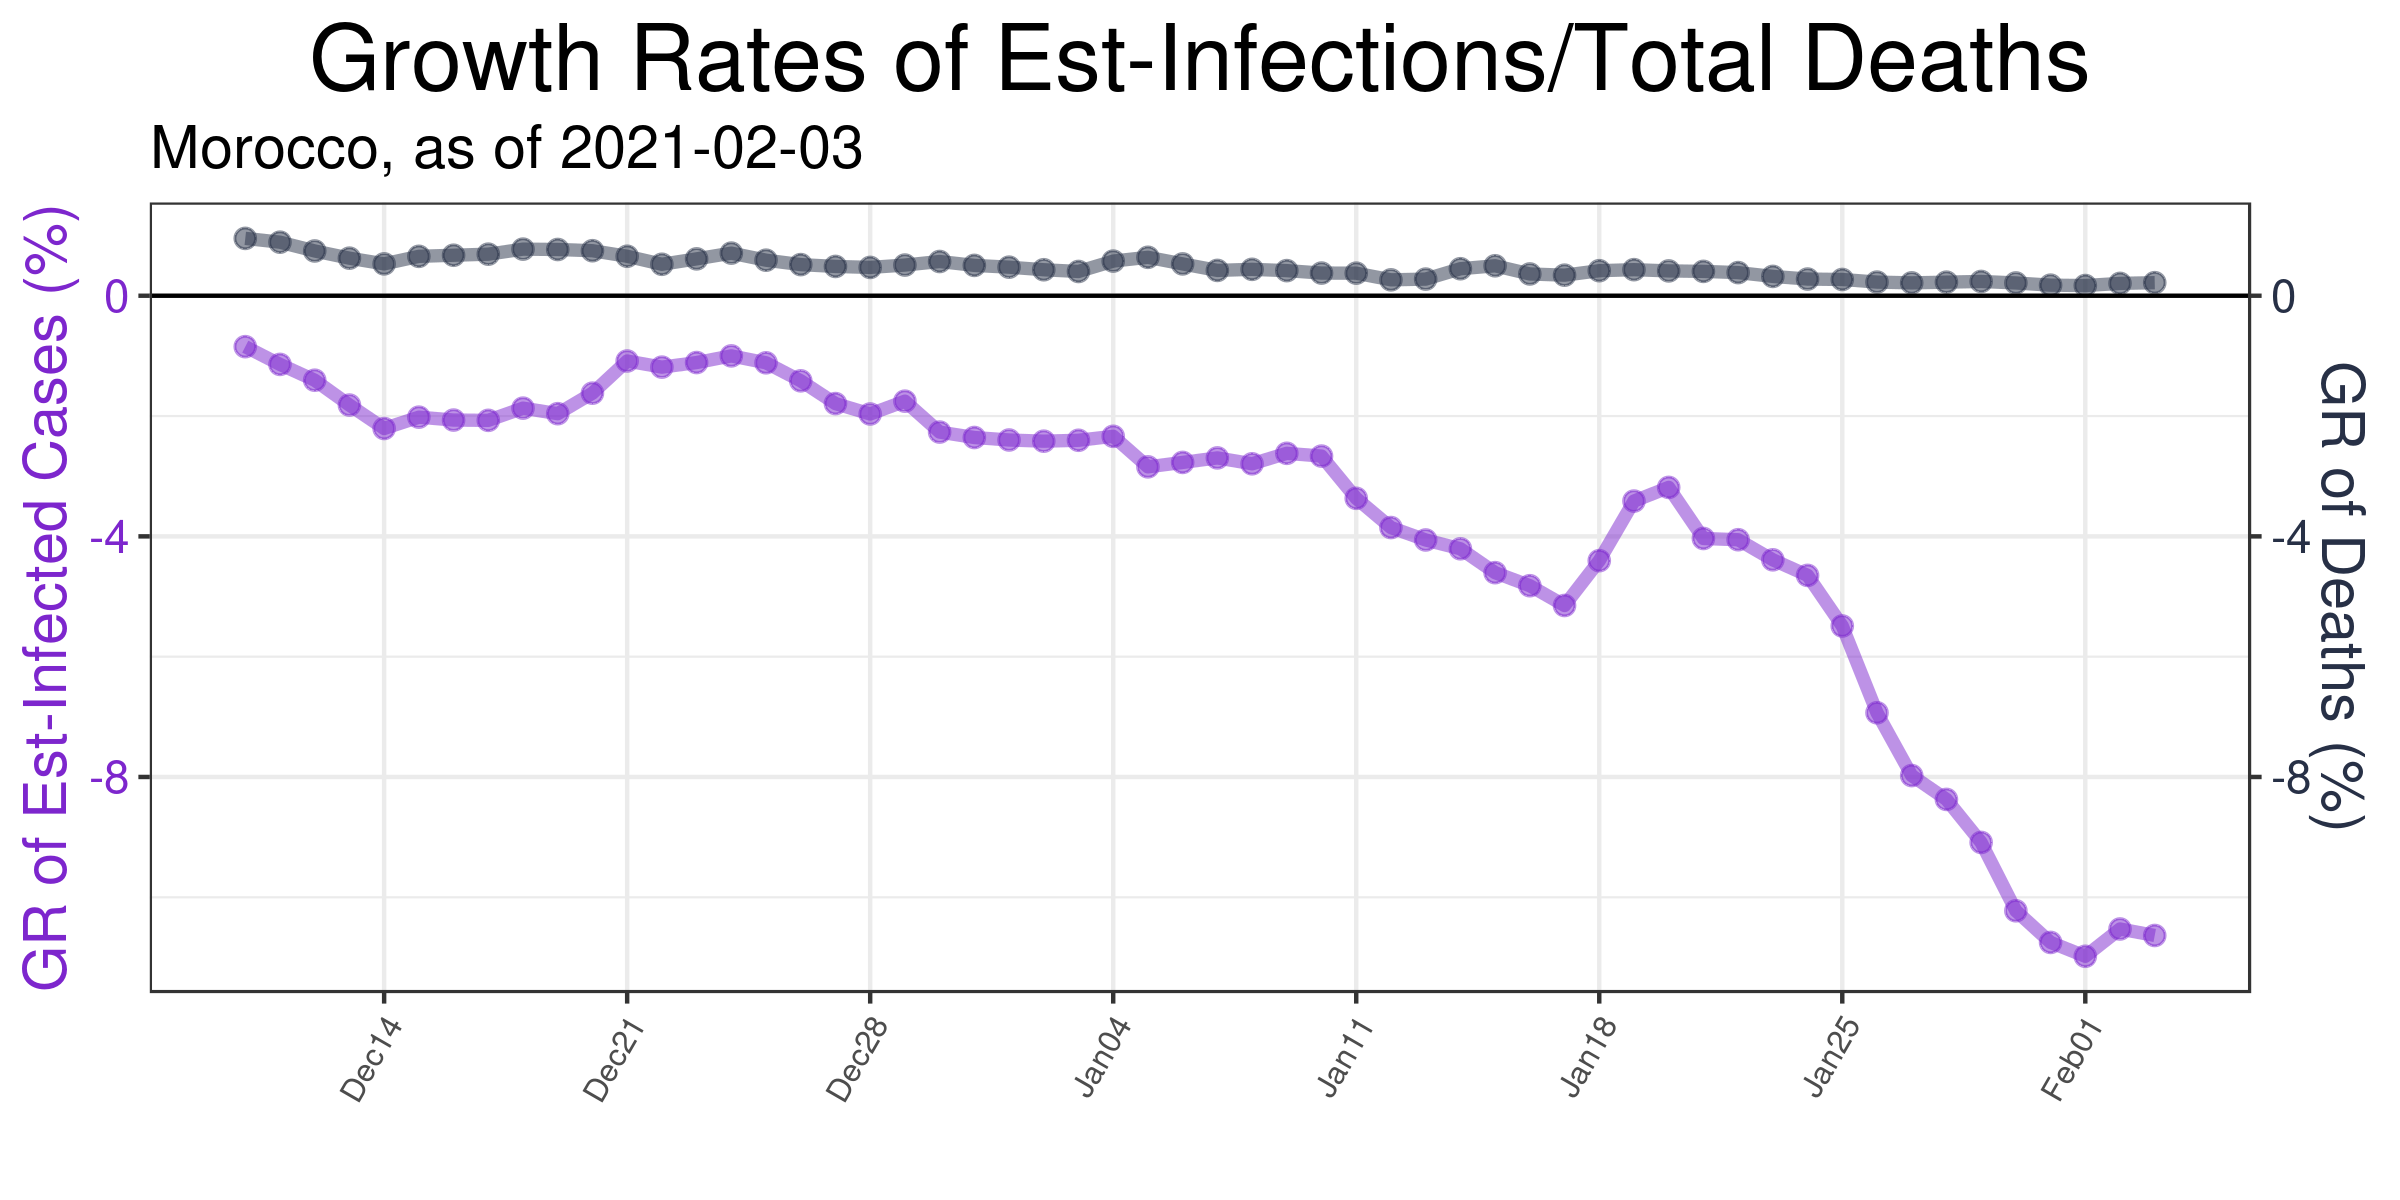 Growth Rates of Est-Infections/Total Deaths
Morocco, as of 2021-02-03
GR of Est-Infected Cases (%)
0
-4
-8
0
-4
-8
GR of Deaths (%)
Dec14
Dec21
Dec28
Jan04
Jan11
Jan18
Jan25
Feb01